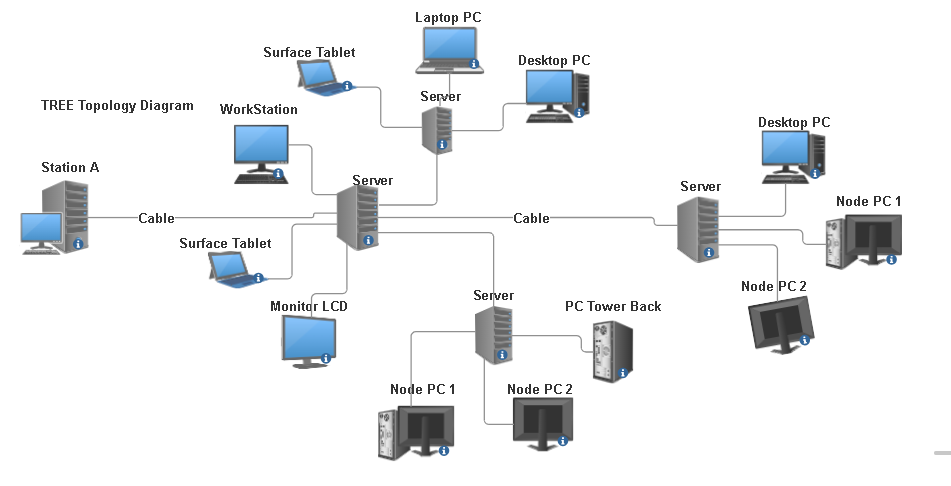 Laptop PC
Surface Tablet
Desktop PC
Server
TREE Topology Diagram
WorkStation
Desktop PC
Station A
Server
Server
Node PC 1
Cable
Cable
Surface Tablet
Node PC 2
Server
Monitor LCD
PC Tower Back
Node PC 1
Node PC 2